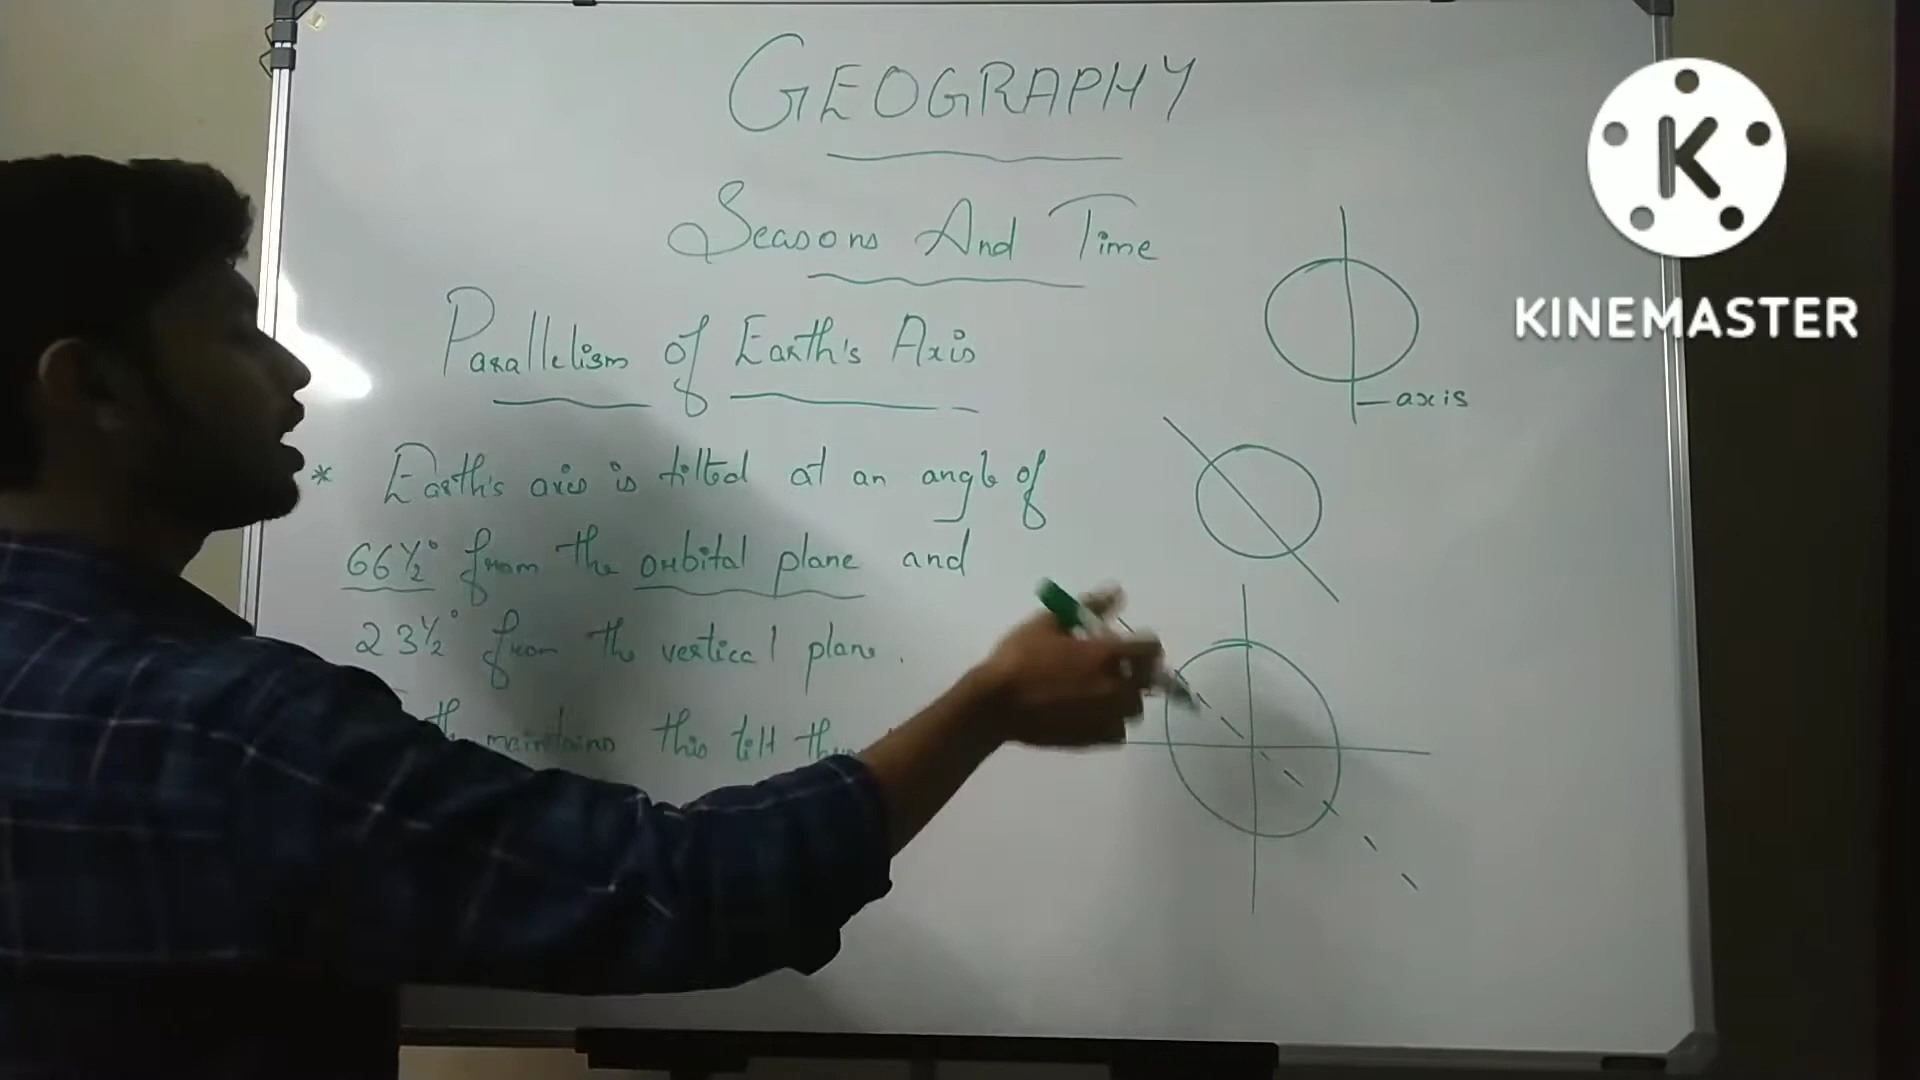 GEOGRAPHY
Seasons And Time
Parallelism of Earth's Axis
* Earth's axis is tilted at an angle of
66½° from the orbital plane and
23½° from the vertical plane.
maintains this tilt
axis
K
KINEMASTER